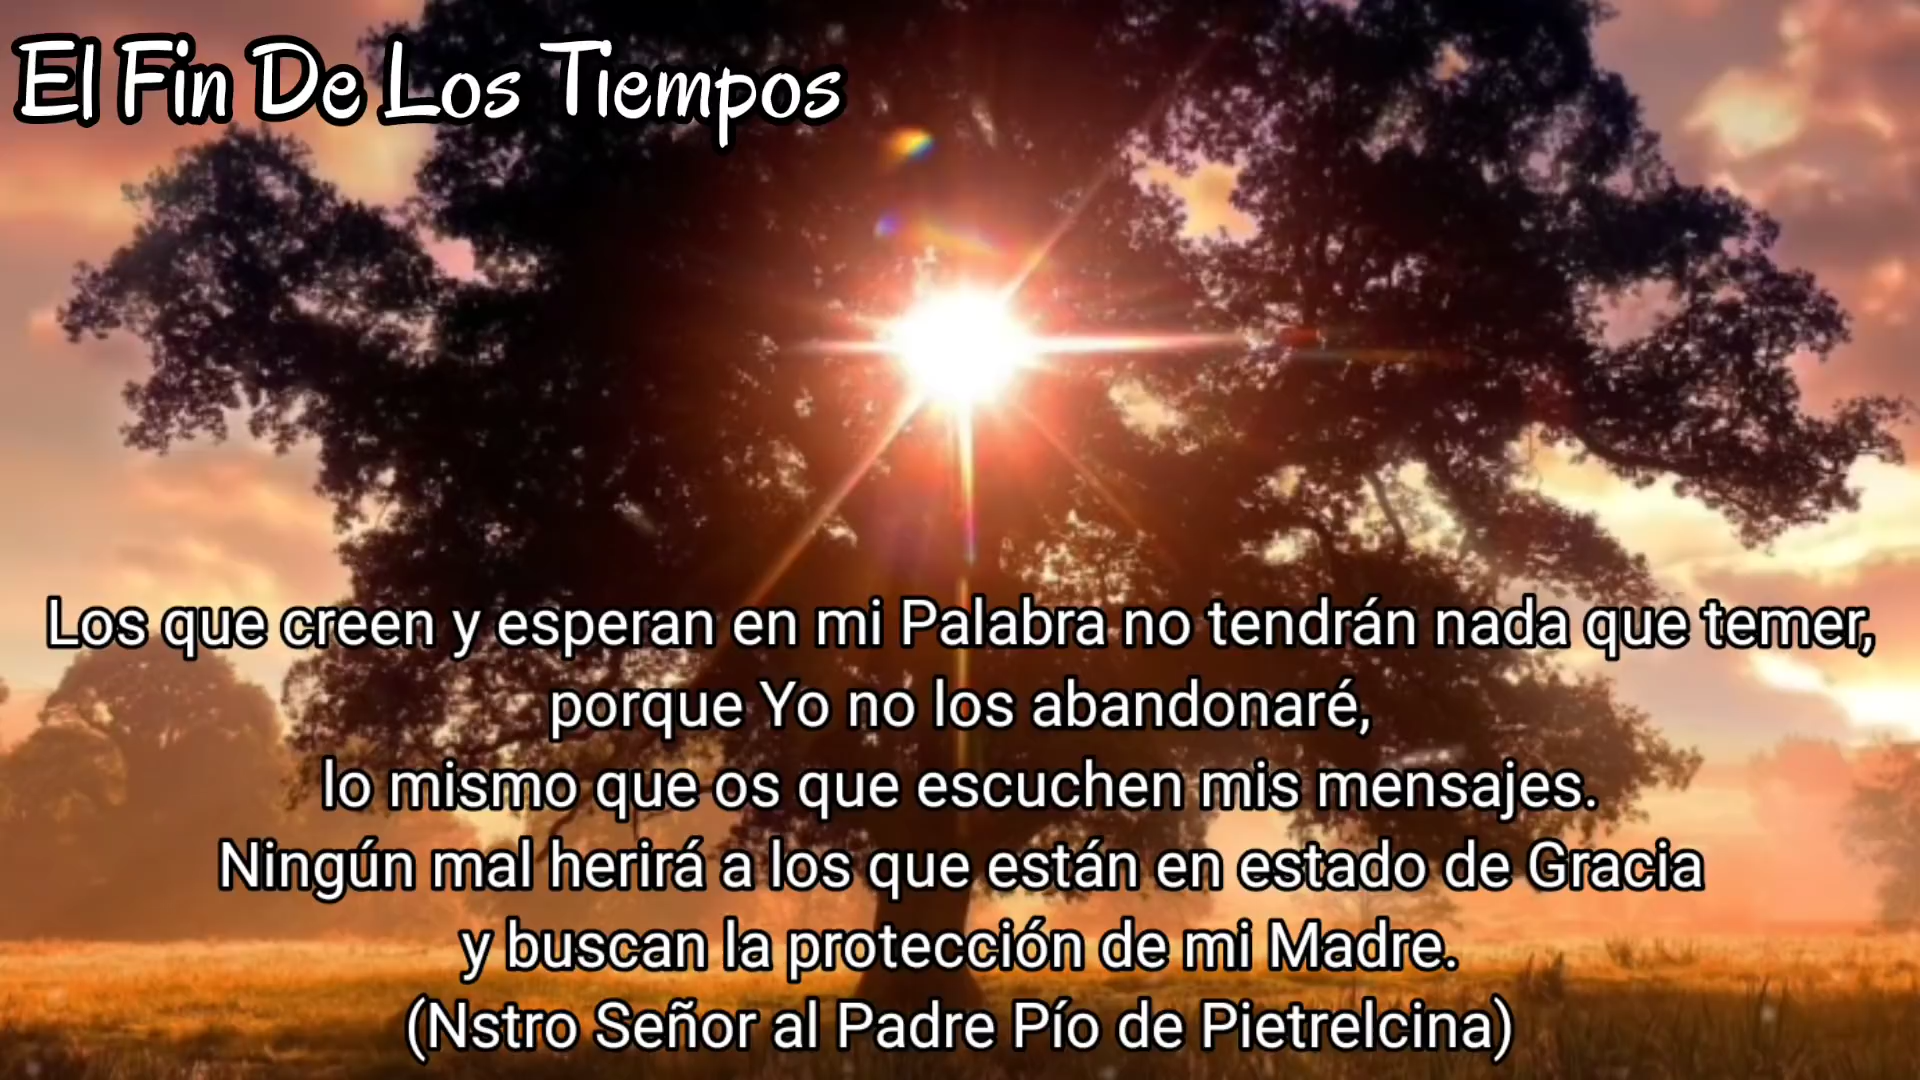 El Fin De Los Tiempos
Los que creen y esperan en mi Palabra no tendrán nada que temer,
porque Yo no los abandonaré,
lo mismo que os que escuchen mis mensajes.
Ningún mal herirá a los que están en estado de Gracia
y buscan la protección de mi Madre.
(Nstro Señor al Padre Pío de Pietrelcina)